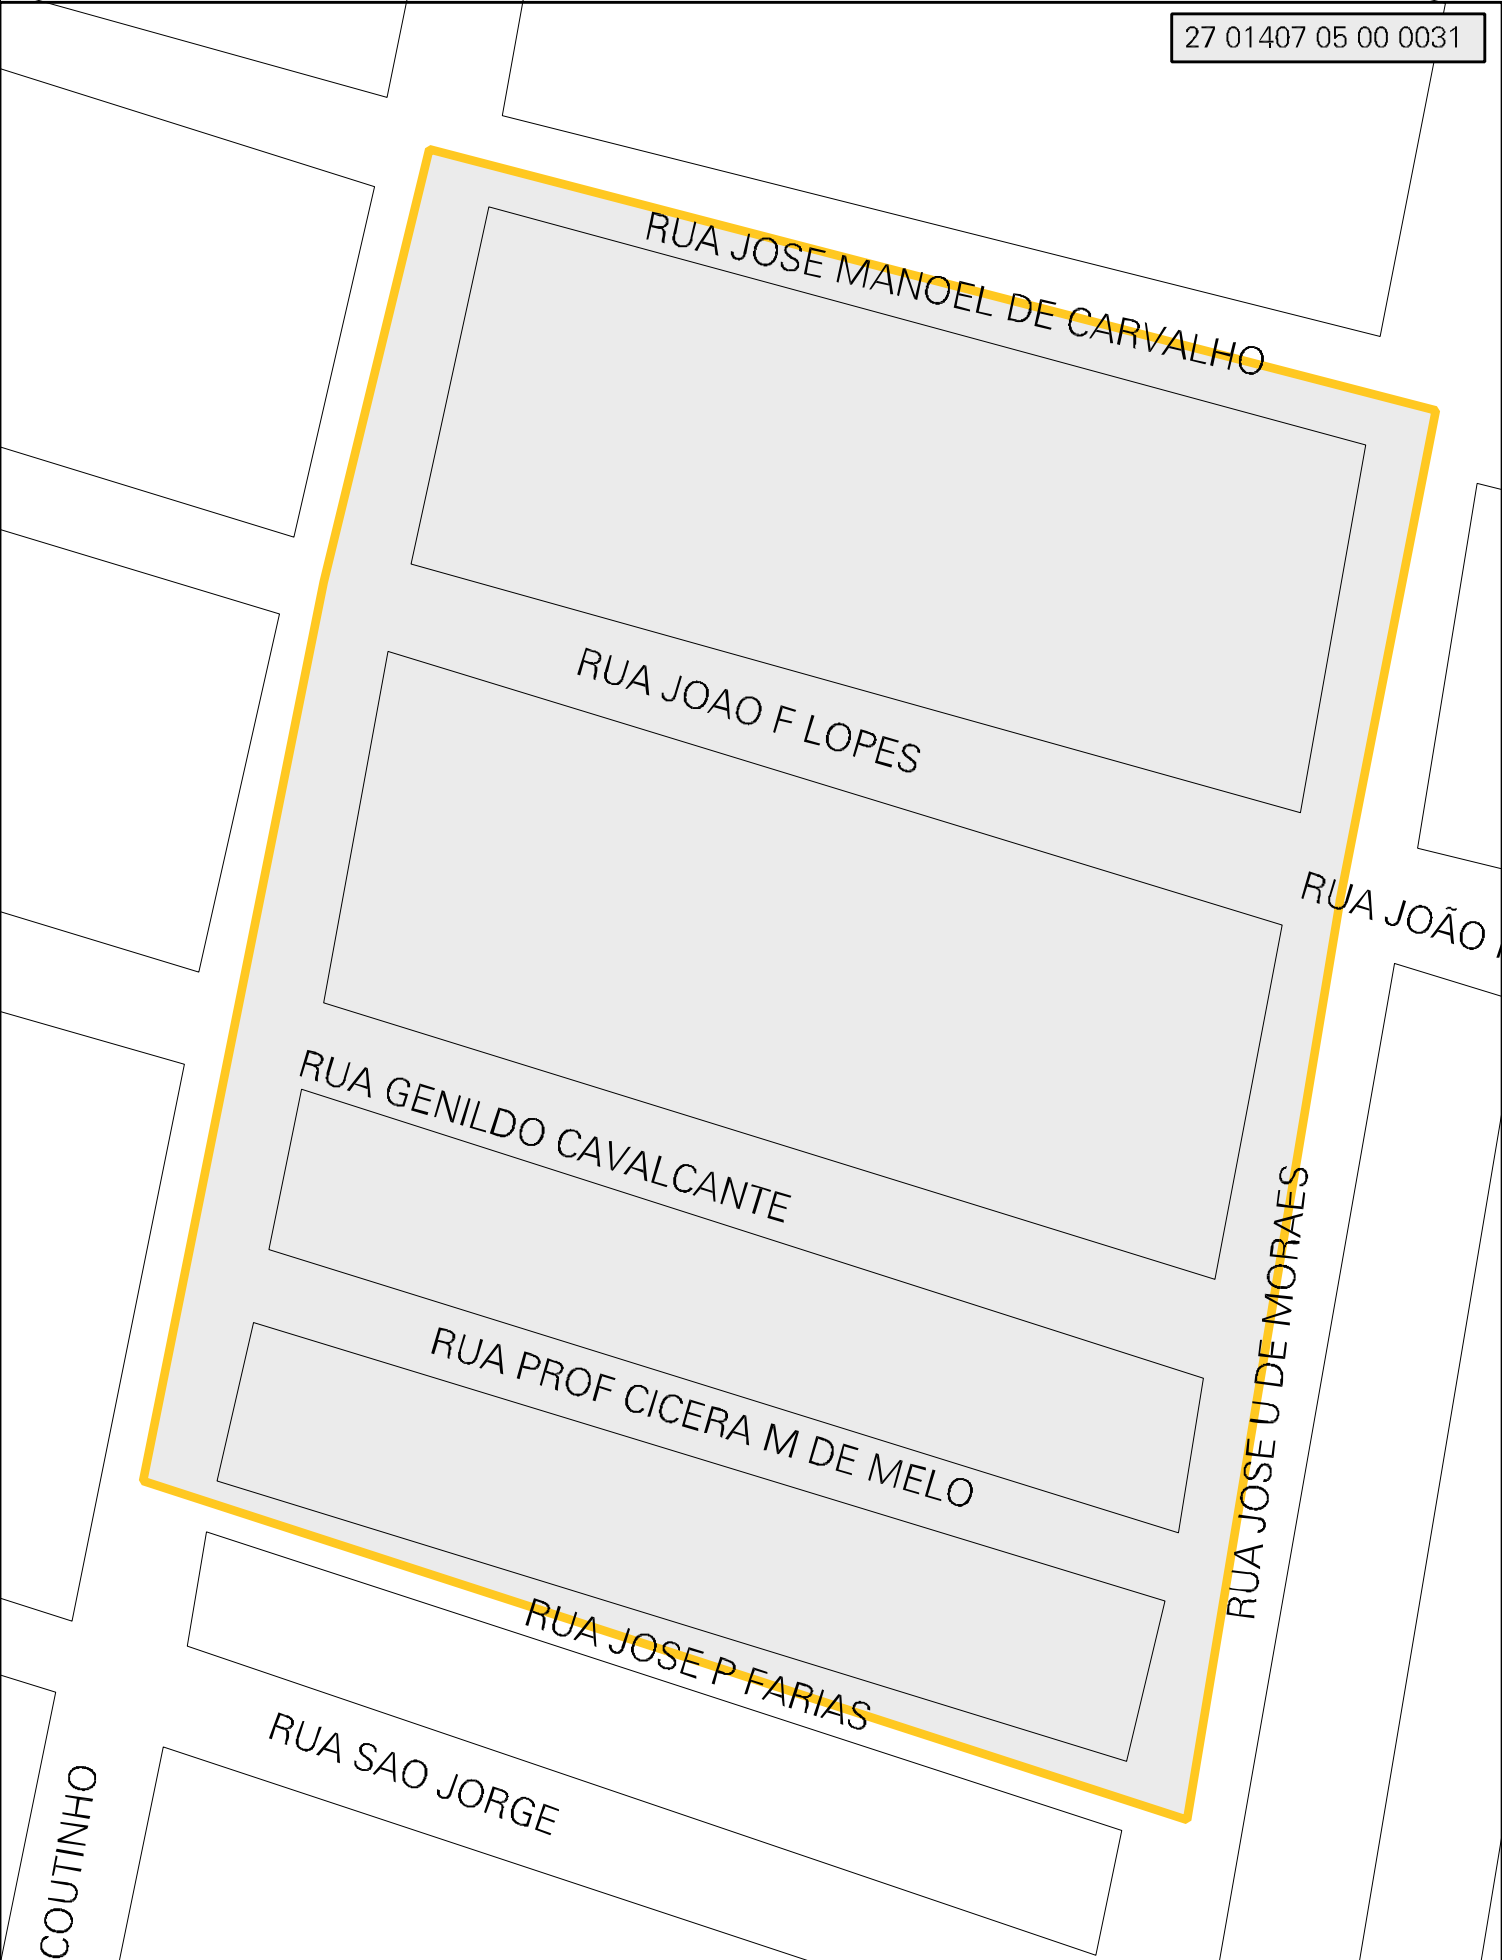 27 01407 05 00 0031
RUA JOSE MANOEL DE CARVALHO
RUA JOAO F LOPES
RUA JOÃO
RUA GENILDO CAVALCANTE
RUA JOSE U DE MORAES
RUA PROF CICERA M DE MELO
RUA JOSE P FARIAS
RUA SAO JORGE
COUTINHO